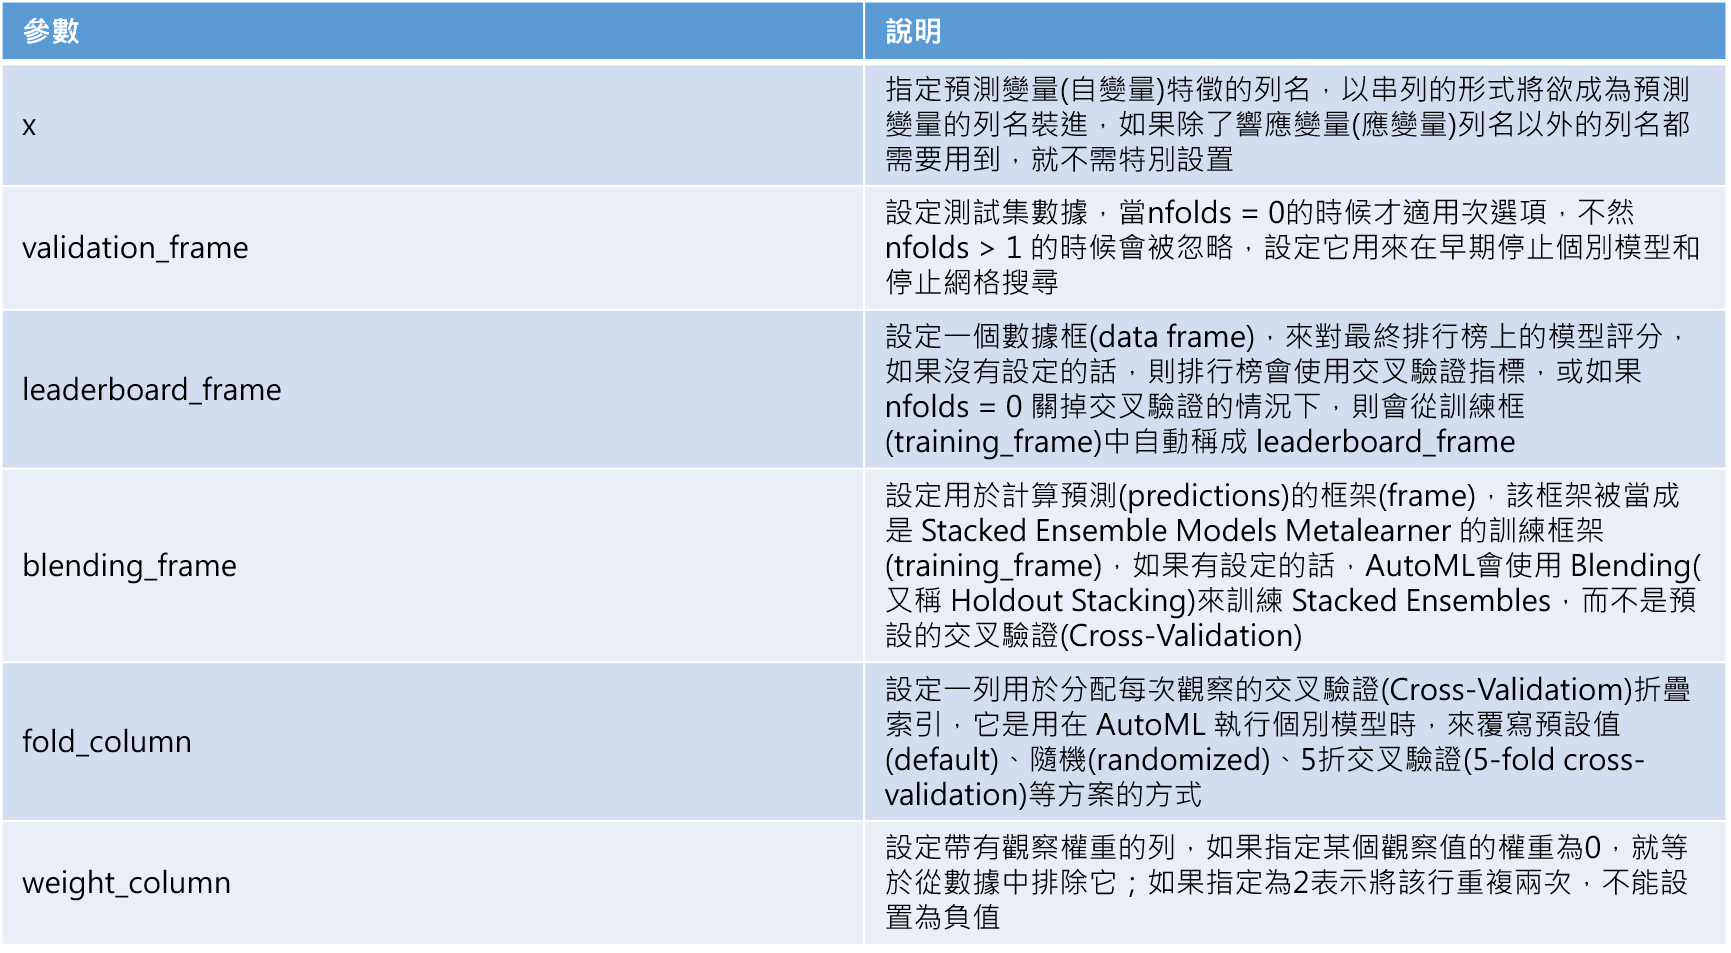 參數
說明
x
指定預測變量(自變量)特徵的列名，以串列的形式將欲成為預測
變量的列名裝進，如果除了響應變量(應變量)列名以外的列名都
需要用到，就不需特別設置
validation_frame
設定測試集數據，當nfolds = 0的時候才適用次選項，不然
nfolds > 1 的時候會被忽略，設定它用來在早期停止個別模型和
停止網格搜尋
leaderboard_frame
設定一個數據框(data frame)，來對最終排行榜上的模型評分，
如果沒有設定的話，則排行榜會使用交叉驗證指標，或如果
nfolds = 0 關掉交叉驗證的情況下，則會從訓練框
(training_frame)中自動稱成 leaderboard_frame
blending_frame
設定用於計算預測(predictions)的框架(frame)，該框架被當成
是 Stacked Ensemble Models Metalearner 的訓練框架
(training_frame)，如果有設定的話，AutoML會使用 Blending(
又稱 Holdout Stacking)來訓練 Stacked Ensembles，而不是預
設的交叉驗證(Cross-Validation)
fold_column
設定一列用於分配每次觀察的交叉驗證(Cross-Validatiom)折疊
索引，它是用在 AutoML 執行個別模型時，來覆寫預設值
(default)、隨機(randomized)、5折交叉驗證(5-fold cross-
validation)等方案的方式
weight_column
設定帶有觀察權重的列，如果指定某個觀察值的權重為0，就等
於從數據中排除它；如果指定為2表示將該行重複兩次，不能設
置為負值